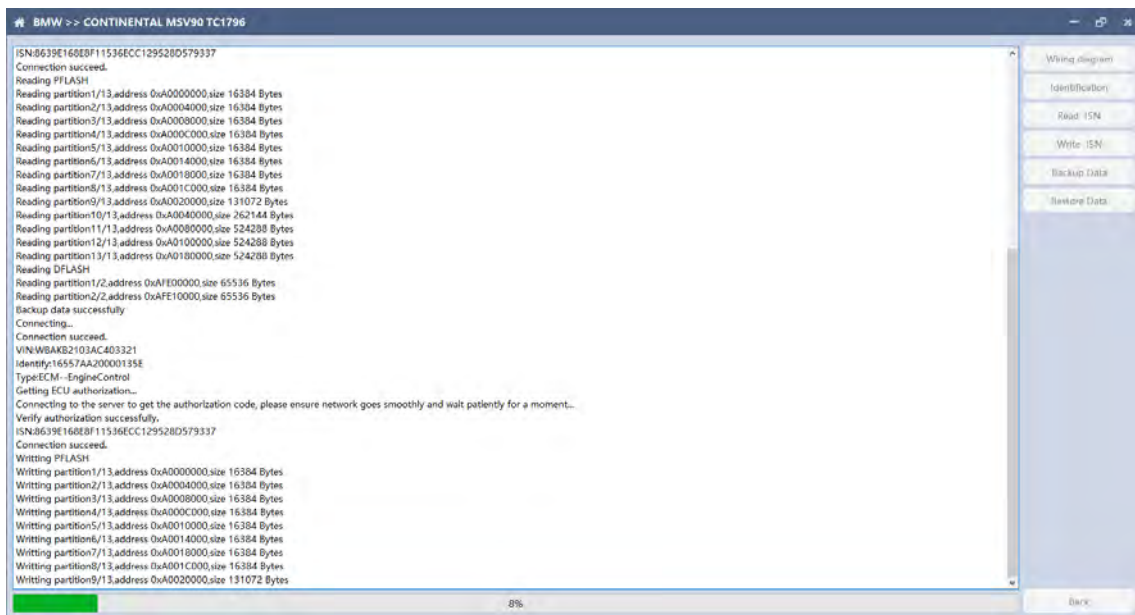 BMW >> CONTINENTAL MSV90 TC1796
ISN:8639E168E8F11536ECC129528D579337
Connection succeed.
Reading PFLASH
Reading partition1/13,address 0xA0000000,size 16384 Bytes
Reading partition2/13,address 0xA0004000,size 16384 Bytes
Reading partition3/13,address 0xA0008000,size 16384 Bytes
Reading partition4/13,address 0xA000C000,size 16384 Bytes
Reading partition5/13,address 0xA0010000,size 16384 Bytes
Reading partition6/13,address 0xA0014000,size 16384 Bytes
Reading partition7/13,address 0xA0018000,size 16384 Bytes
Reading partition8/13,address 0xA001C000,size 16384 Bytes
Reading partition9/13,address 0xA0020000,size 131072 Bytes
Reading partition10/13,address 0xA0040000,size 262144 Bytes
Reading partition11/13,address 0xA0080000,size 524288 Bytes
Reading partition12/13,address 0xA0100000,size 524288 Bytes
Reading partition13/13,address 0xA0180000,size 524288 Bytes
Reading DFLASH
Reading partition1/2,address 0xAFE00000,size 65536 Bytes
Reading partition2/2,address 0xAFE10000,size 65536 Bytes
Backup data successfully
Connecting...
Connection succeed.
VIN:WBAKB2103AC403321
Identify:16557AA20000135E
Type:ECM--EngineControl
Getting ECU authorization...
Connecting to the server to get the authorization code, please ensure network goes smoothly and wait patiently for a moment...
Verify authorization successfully.
ISN:8639E168E8F11536ECC129528D579337
Connection succeed.
Writting PFLASH
Writting partition1/13,address 0xA0000000,size 16384 Bytes
Writting partition2/13,address 0xA0004000,size 16384 Bytes
Writting partition3/13,address 0xA0008000,size 16384 Bytes
Writting partition4/13,address 0xA000C000,size 16384 Bytes
Writting partition5/13,address 0xA0010000,size 16384 Bytes
Writting partition6/13,address 0xA0014000,size 16384 Bytes
Writting partition7/13,address 0xA0018000,size 16384 Bytes
Writting partition8/13,address 0xA001C000,size 16384 Bytes
Writting partition9/13,address 0xA0020000,size 131072 Bytes
8%
Wiring diagram
Identification
Read ISN
Write ISN
Backup Data
Restore Data
Back